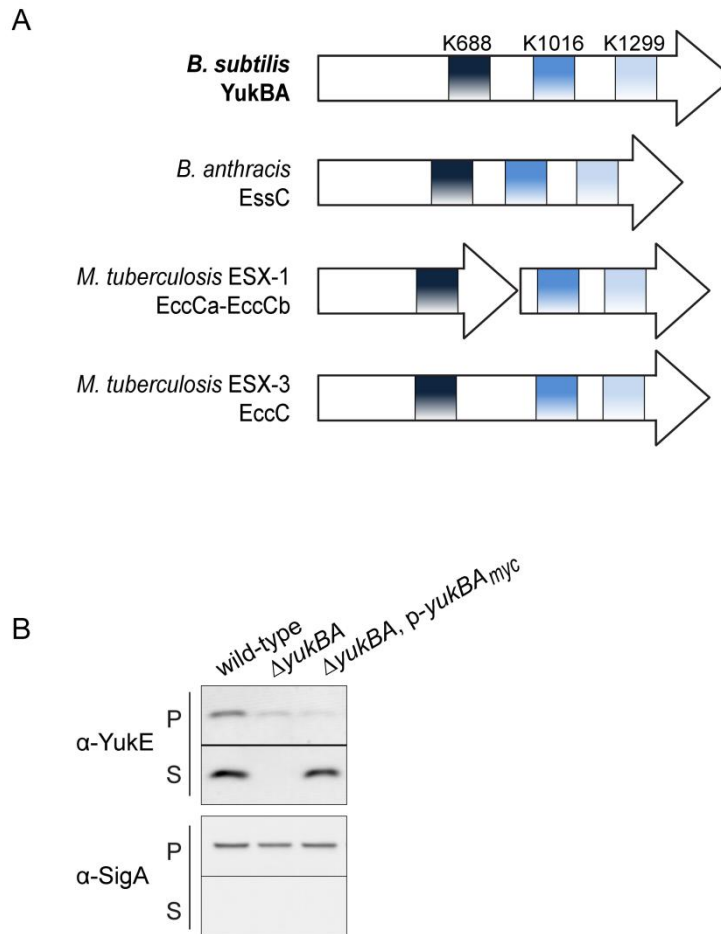 A
K688 K1016 K1299
B. subtilis
YukBA
B. anthracis
EssC
M. tuberculosis ESX-1
EccCa-EccCb
M. tuberculosis ESX-3
EccC
B
wild-type
ΔyukBA
ΔyukBA, p-yukBAmyc
α-YukE
P
S
α-SigA
P
S